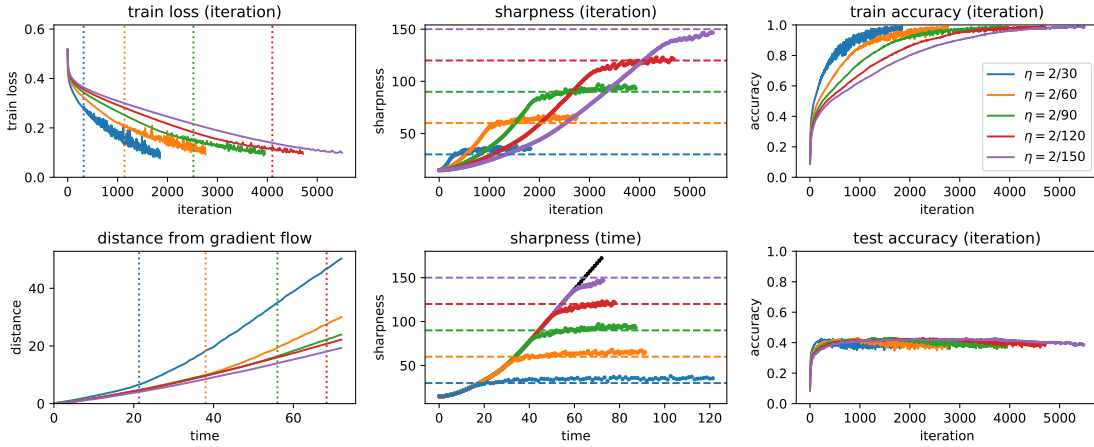 train loss (iteration)
0.6
0.4
0.2
0.0
train loss
0 1000 2000 3000 4000 5000
iteration
sharpness (iteration)
150
100
50
sharpness
0 1000 2000 3000 4000 5000
iteration
train accuracy (iteration)
1.0
0.8
0.6
0.4
0.2
0.0
accuracy
η = 2/30
η = 2/60
η = 2/90
η = 2/120
η = 2/150
0 1000 2000 3000 4000 5000
iteration
distance from gradient flow
40
20
0
distance
0 20 40 60
time
sharpness (time)
150
100
50
sharpness
0 20 40 60 80 100 120
time
test accuracy (iteration)
1.0
0.8
0.6
0.4
0.2
0.0
accuracy
0 1000 2000 3000 4000 5000
iteration